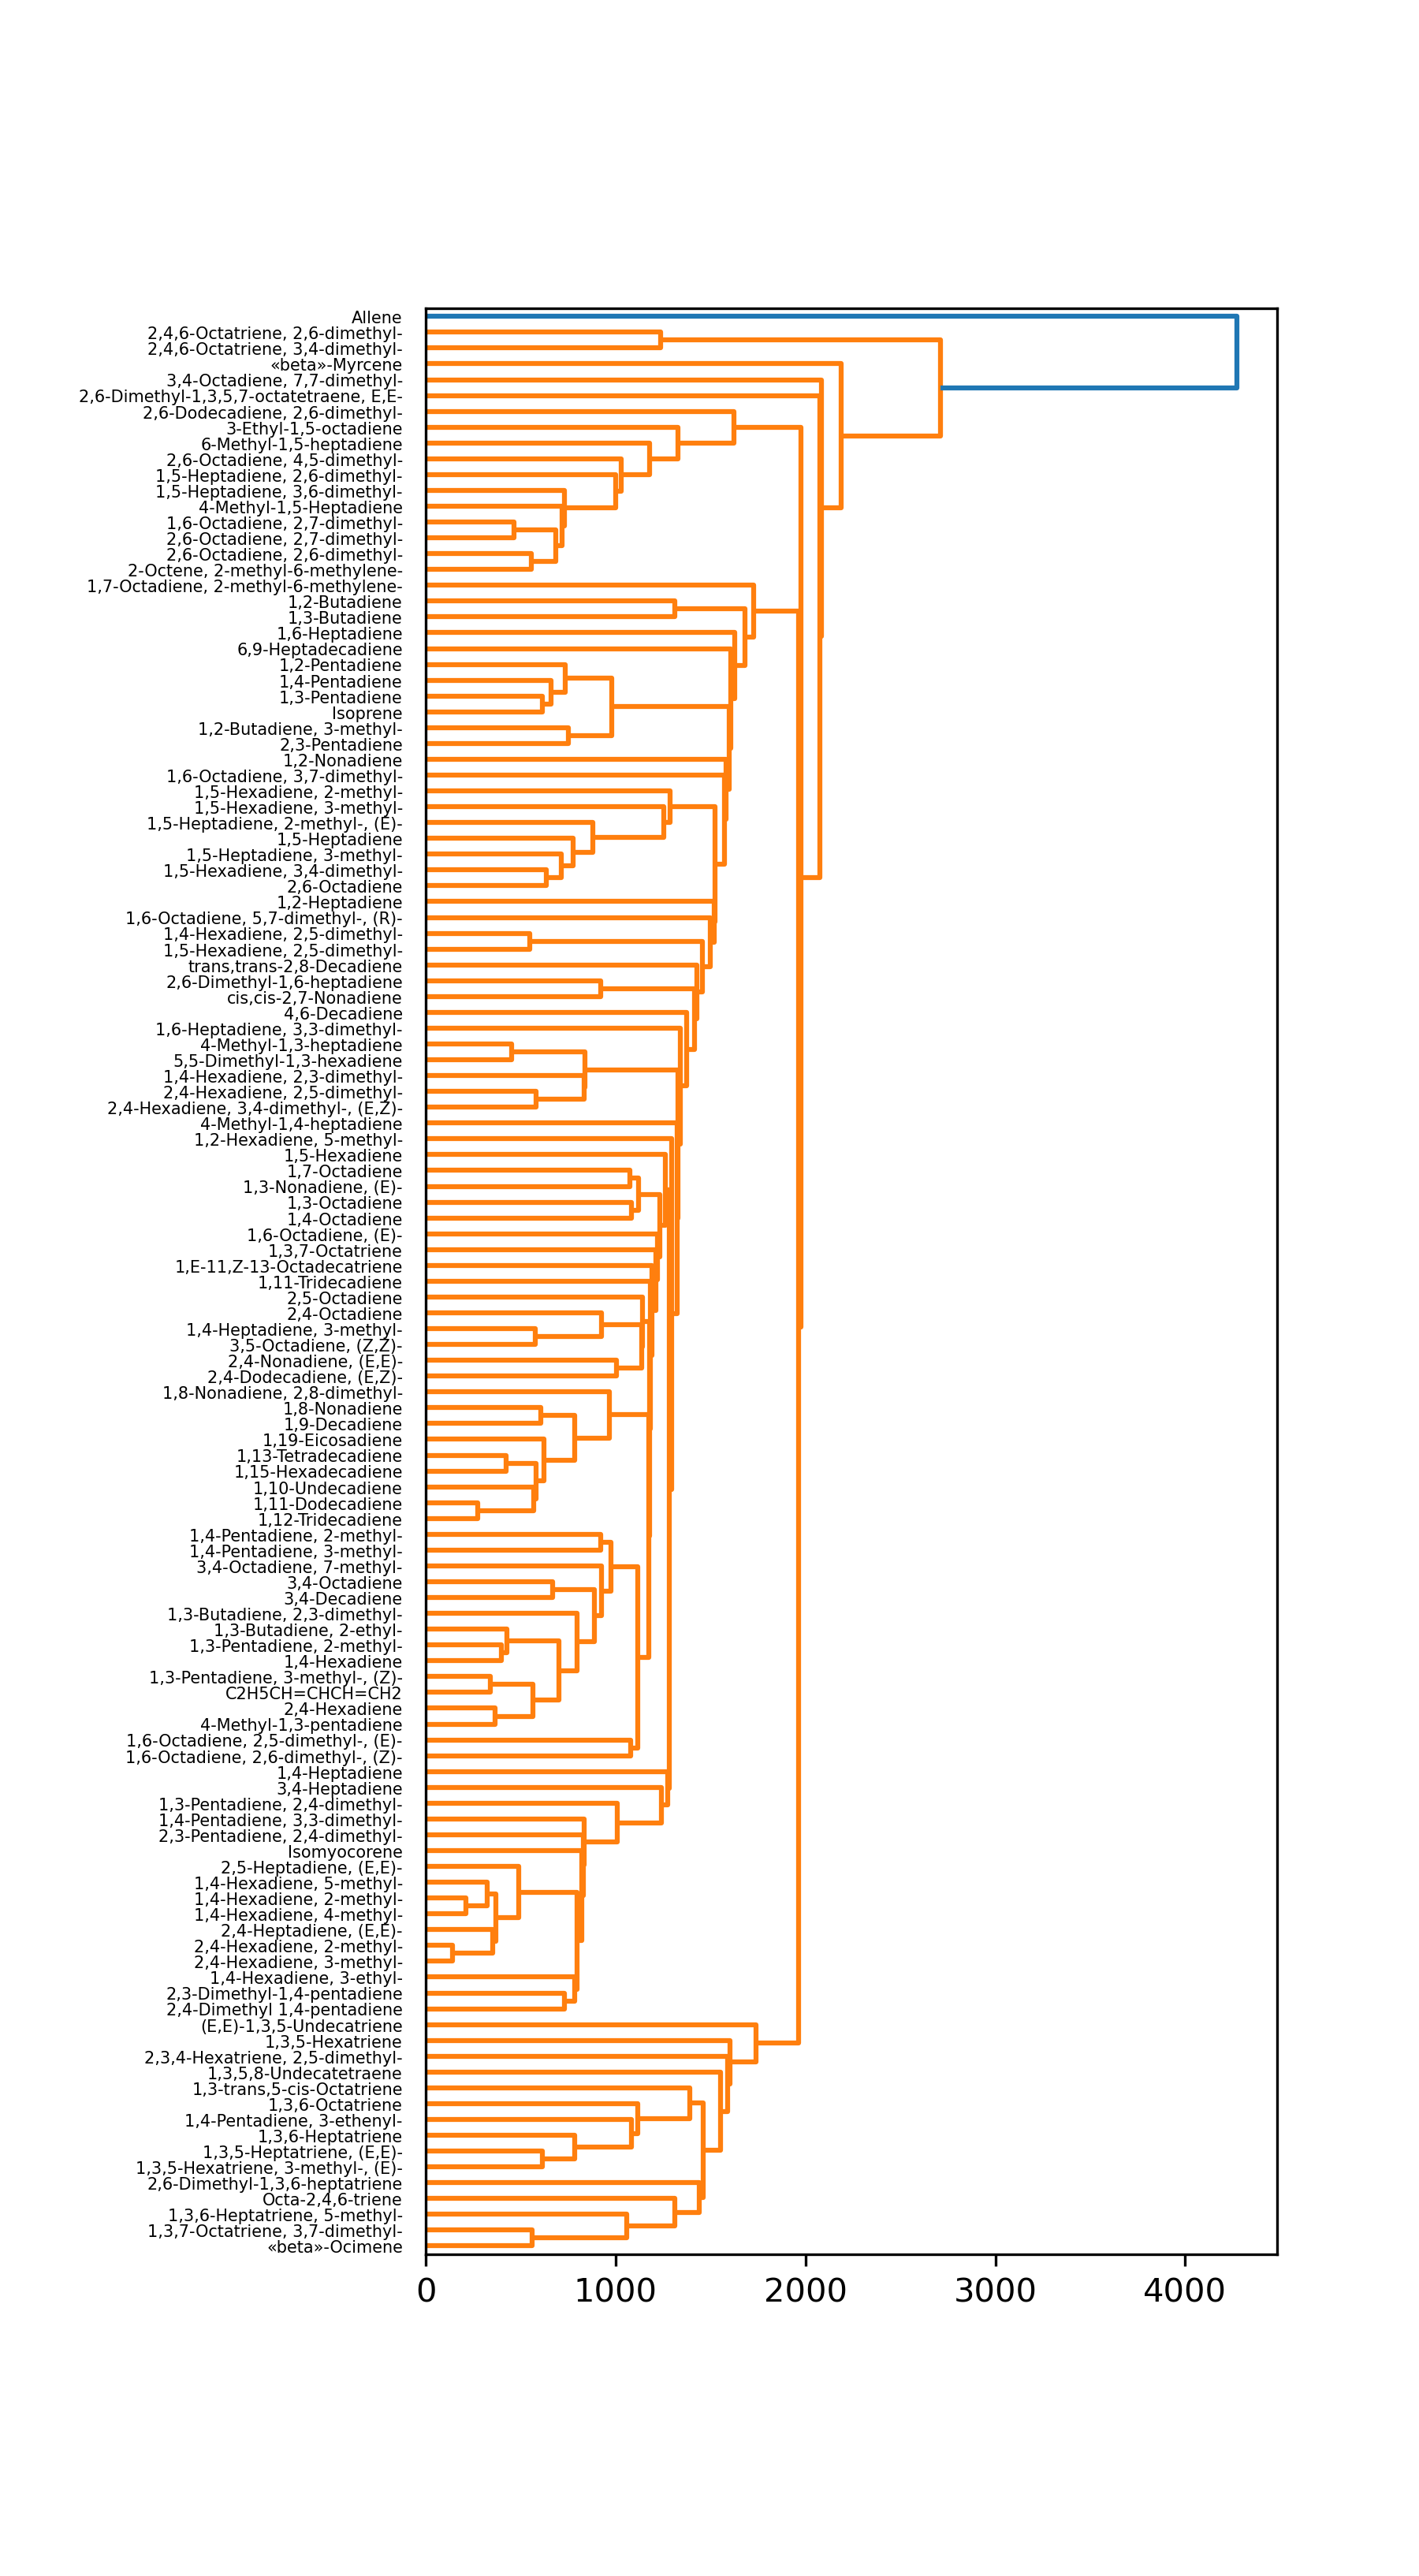 Allene
2,4,6-Octatriene, 2,6-dimethyl-
2,4,6-Octatriene, 3,4-dimethyl-
«beta»-Myrcene
3,4-Octadiene, 7,7-dimethyl-
2,6-Dimethyl-1,3,5,7-octatetraene, E,E-
2,6-Dodecadiene, 2,6-dimethyl-
3-Ethyl-1,5-octadiene
6-Methyl-1,5-heptadiene
2,6-Octadiene, 4,5-dimethyl-
1,5-Heptadiene, 2,6-dimethyl-
1,5-Heptadiene, 3,6-dimethyl-
4-Methyl-1,5-Heptadiene
1,6-Octadiene, 2,7-dimethyl-
2,6-Octadiene, 2,7-dimethyl-
2,6-Octadiene, 2,6-dimethyl-
2-Octene, 2-methyl-6-methylene-
1,7-Octadiene, 2-methyl-6-methylene-
1,2-Butadiene
1,3-Butadiene
1,6-Heptadiene
6,9-Heptadecadiene
1,2-Pentadiene
1,4-Pentadiene
1,3-Pentadiene
Isoprene
1,2-Butadiene, 3-methyl-
2,3-Pentadiene
1,2-Nonadiene
1,6-Octadiene, 3,7-dimethyl-
1,5-Hexadiene, 2-methyl-
1,5-Hexadiene, 3-methyl-
1,5-Heptadiene, 2-methyl-, (E)-
1,5-Heptadiene
1,5-Heptadiene, 3-methyl-
1,5-Hexadiene, 3,4-dimethyl-
2,6-Octadiene
1,2-Heptadiene
1,6-Octadiene, 5,7-dimethyl-, (R)-
1,4-Hexadiene, 2,5-dimethyl-
1,5-Hexadiene, 2,5-dimethyl-
trans,trans-2,8-Decadiene
2,6-Dimethyl-1,6-heptadiene
cis,cis-2,7-Nonadiene
4,6-Decadiene
1,6-Heptadiene, 3,3-dimethyl-
4-Methyl-1,3-heptadiene
5,5-Dimethyl-1,3-hexadiene
1,4-Hexadiene, 2,3-dimethyl-
2,4-Hexadiene, 2,5-dimethyl-
2,4-Hexadiene, 3,4-dimethyl-, (E,Z)-
4-Methyl-1,4-heptadiene
1,2-Hexadiene, 5-methyl-
1,5-Hexadiene
1,7-Octadiene
1,3-Nonadiene, (E)-
1,3-Octadiene
1,4-Octadiene
1,6-Octadiene, (E)-
1,3,7-Octatriene
1,E-11,Z-13-Octadecatriene
1,11-Tridecadiene
2,5-Octadiene
2,4-Octadiene
1,4-Heptadiene, 3-methyl-
3,5-Octadiene, (Z,Z)-
2,4-Nonadiene, (E,E)-
2,4-Dodecadiene, (E,Z)-
1,8-Nonadiene, 2,8-dimethyl-
1,8-Nonadiene
1,9-Decadiene
1,19-Eicosadiene
1,13-Tetradecadiene
1,15-Hexadecadiene
1,10-Undecadiene
1,11-Dodecadiene
1,12-Tridecadiene
1,4-Pentadiene, 2-methyl-
1,4-Pentadiene, 3-methyl-
3,4-Octadiene, 7-methyl-
3,4-Octadiene
3,4-Decadiene
1,3-Butadiene, 2,3-dimethyl-
1,3-Butadiene, 2-ethyl-
1,3-Pentadiene, 2-methyl-
1,4-Hexadiene
1,3-Pentadiene, 3-methyl-, (Z)-
C2H5CH=CHCH=CH2
2,4-Hexadiene
4-Methyl-1,3-pentadiene
1,6-Octadiene, 2,5-dimethyl-, (E)-
1,6-Octadiene, 2,6-dimethyl-, (Z)-
1,4-Heptadiene
3,4-Heptadiene
1,3-Pentadiene, 2,4-dimethyl-
1,4-Pentadiene, 3,3-dimethyl-
2,3-Pentadiene, 2,4-dimethyl-
Isomyocorene
2,5-Heptadiene, (E,E)-
1,4-Hexadiene, 5-methyl-
1,4-Hexadiene, 2-methyl-
1,4-Hexadiene, 4-methyl-
2,4-Heptadiene, (E,E)-
2,4-Hexadiene, 2-methyl-
2,4-Hexadiene, 3-methyl-
1,4-Hexadiene, 3-ethyl-
2,3-Dimethyl-1,4-pentadiene
2,4-Dimethyl 1,4-pentadiene
(E,E)-1,3,5-Undecatriene
1,3,5-Hexatriene
2,3,4-Hexatriene, 2,5-dimethyl-
1,3,5,8-Undecatetraene
1,3-trans,5-cis-Octatriene
1,3,6-Octatriene
1,4-Pentadiene, 3-ethenyl-
1,3,6-Heptatriene
1,3,5-Heptatriene, (E,E)-
1,3,5-Hexatriene, 3-methyl-, (E)-
2,6-Dimethyl-1,3,6-heptatriene
Octa-2,4,6-triene
1,3,6-Heptatriene, 5-methyl-
1,3,7-Octatriene, 3,7-dimethyl-
«beta»-Ocimene
0 1000 2000 3000 4000